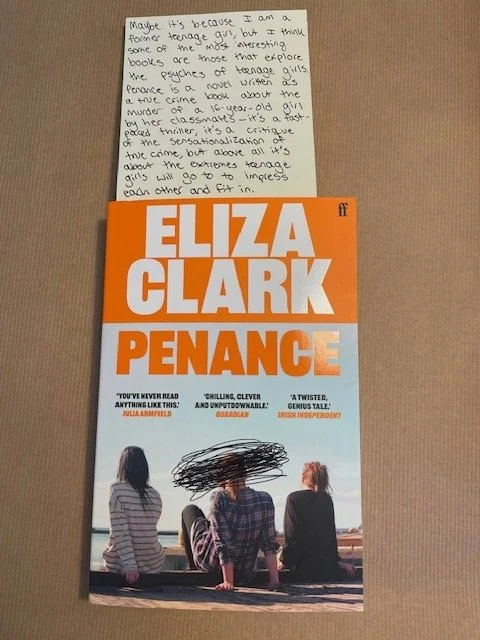 Maybe it's because I am a
former teenage girl, but I think
some of the most interesting
books are those that explore
the psyches of teenage girls.
Penance is a novel written as
a true crime book about the
murder of a 16-year-old girl
by her classmates—it's a fast-
paced thriller, it's a critique
of the sensationalization of
true crime, but above all it's
about the extremes teenage
girls will go to to impress
each other and fit in.
ff
ELIZA
CLARK
PENANCE
'YOU'VE NEVER READ
ANYTHING LIKE THIS.'
JULIA ARMFIELD
'CHILLING, CLEVER
AND UNPUTDOWNABLE.'
GUARDIAN
'A TWISTED,
GENIUS TALE.'
IRISH INDEPENDENT